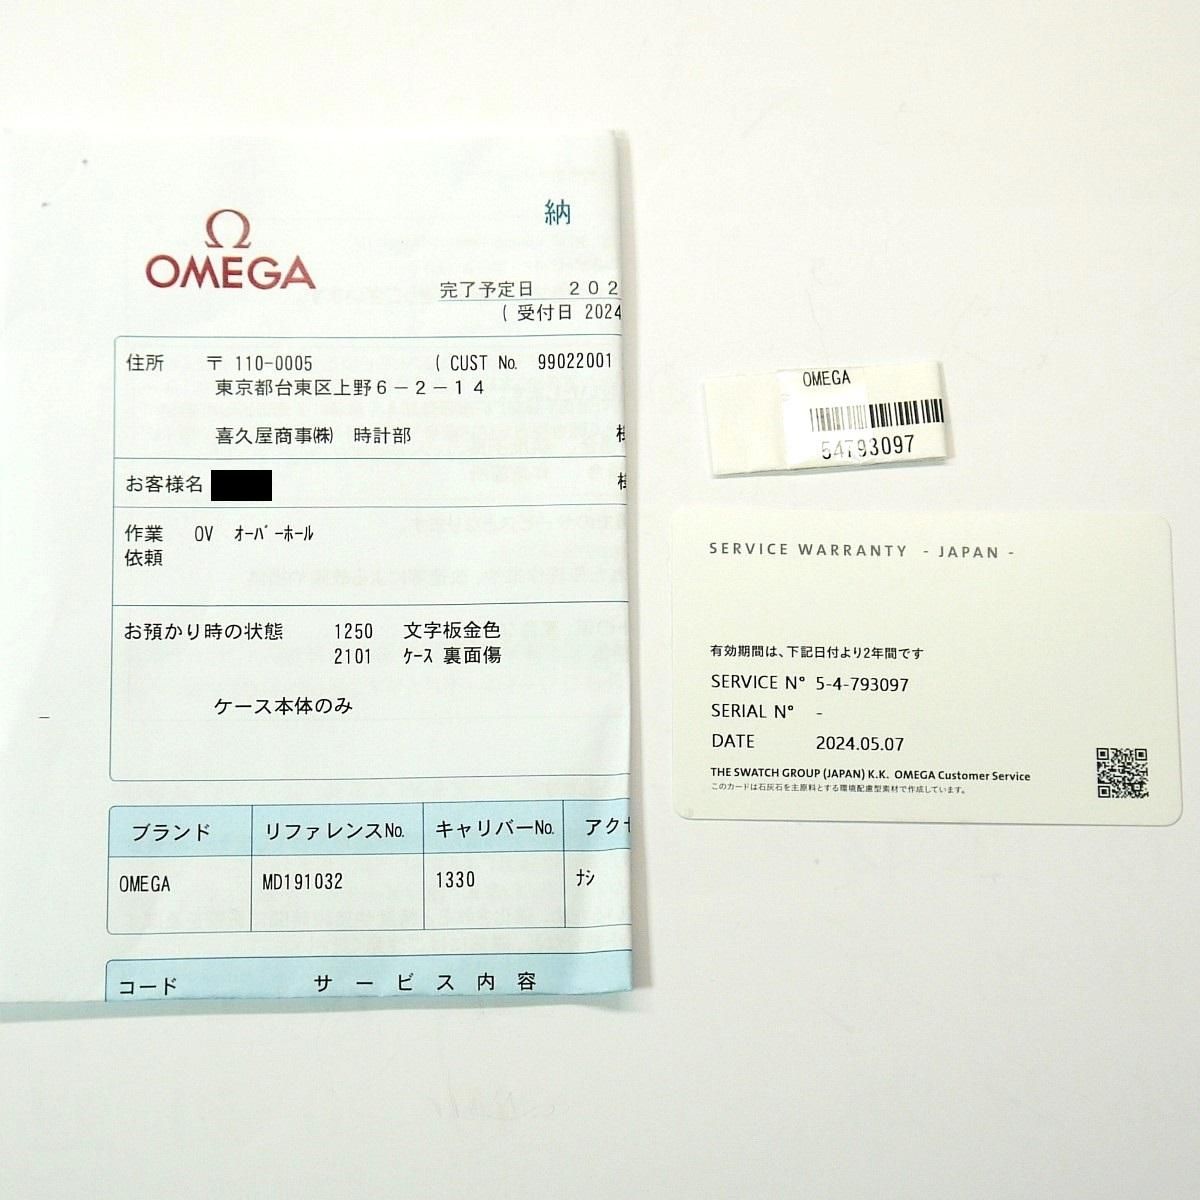 Ω
OMEGA
納
完了予定日 202
( 受付日 2024
住所 〒 110-0005 ( CUST No. 99022001
東京都台東区上野6-2-14
喜久屋商事㈱ 時計部
お客様名
作業 OV オーバーホール
依頼
お預かり時の状態 1250 文字板金色
2101 ケース 裏面傷
ケース本体のみ
ブランド リファレンスNo. キャリバーNo. アクセ
OMEGA MD191032 1330 ナシ
コード サービス内容
OMEGA
54793097
SERVICE WARRANTY - JAPAN -
有効期間は、下記日付より2年間です
SERVICE N° 5-4-793097
SERIAL N° -
DATE 2024.05.07
THE SWATCH GROUP (JAPAN) K.K. OMEGA Customer Service
このカードは石灰石を主原料とする環境配慮型素材で作成しています。